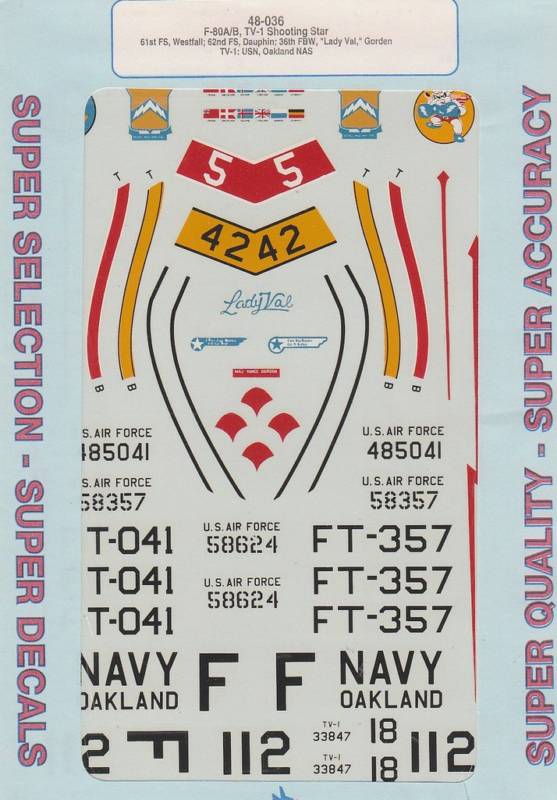 48-036
F-80A/B, TV-1 Shooting Star
61st FS, Westfall; 62nd FS, Dauphin; 36th FBW, "Lady Val," Gorden
TV-1: USN, Oakland NAS
SUPER SELECTION - SUPER DECALS
SUPER QUALITY - SUPER ACCURACY
5 5
T T
T T
4242
Lady Val
MAJ VANCE GORDEN
B B
B B
U.S. AIR FORCE
485041
U.S. AIR FORCE
485041
U.S. AIR FORCE
58357
U.S. AIR FORCE
58357
T-041
U.S. AIR FORCE
58624
FT-357
T-041
U.S. AIR FORCE
58624
FT-357
T-041
FT-357
NAVY
OAKLAND
F F
NAVY
OAKLAND
2
F
112
TV-1
33847
18
TV-1
33847
18
112